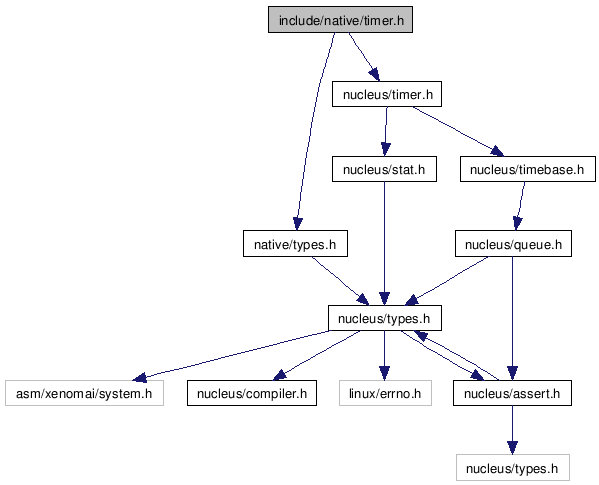 include/native/timer.h
nucleus/timer.h
nucleus/stat.h
nucleus/timebase.h
native/types.h
nucleus/queue.h
nucleus/types.h
asm/xenomai/system.h
nucleus/compiler.h
linux/errno.h
nucleus/assert.h
nucleus/types.h